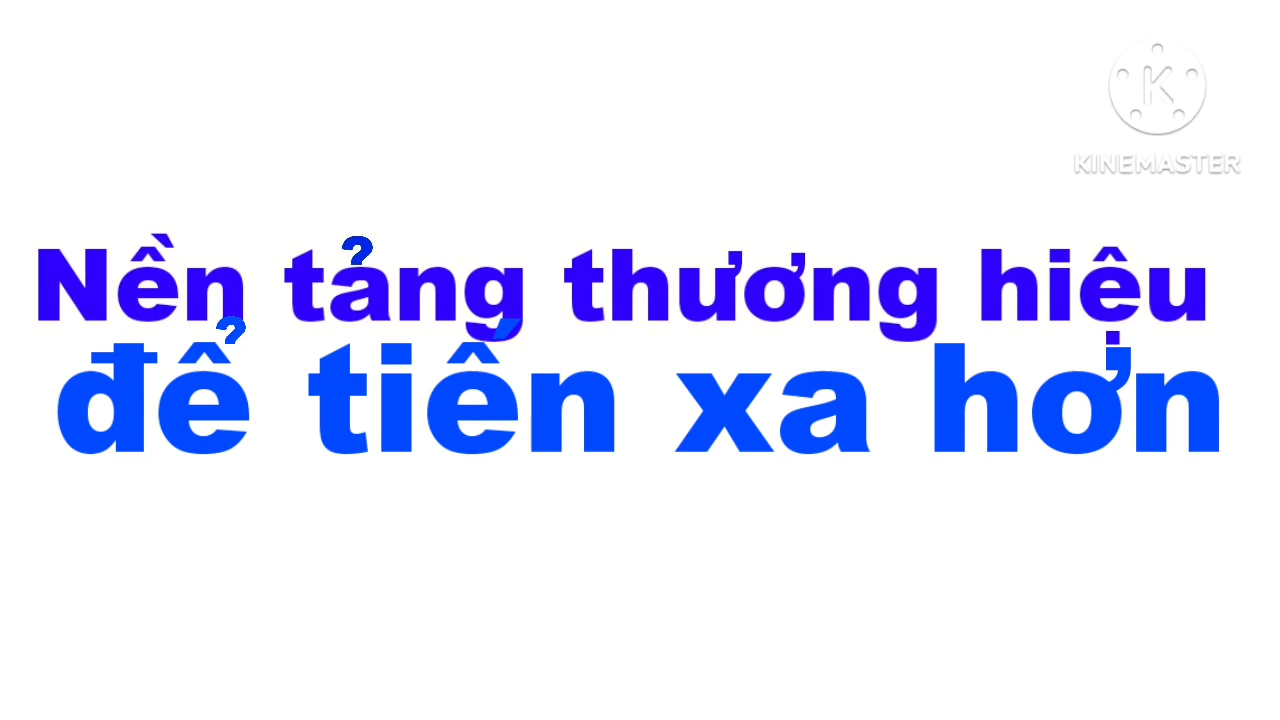 KINEMASTER
Nền tảng thương hiệu
để tiến xa hơn